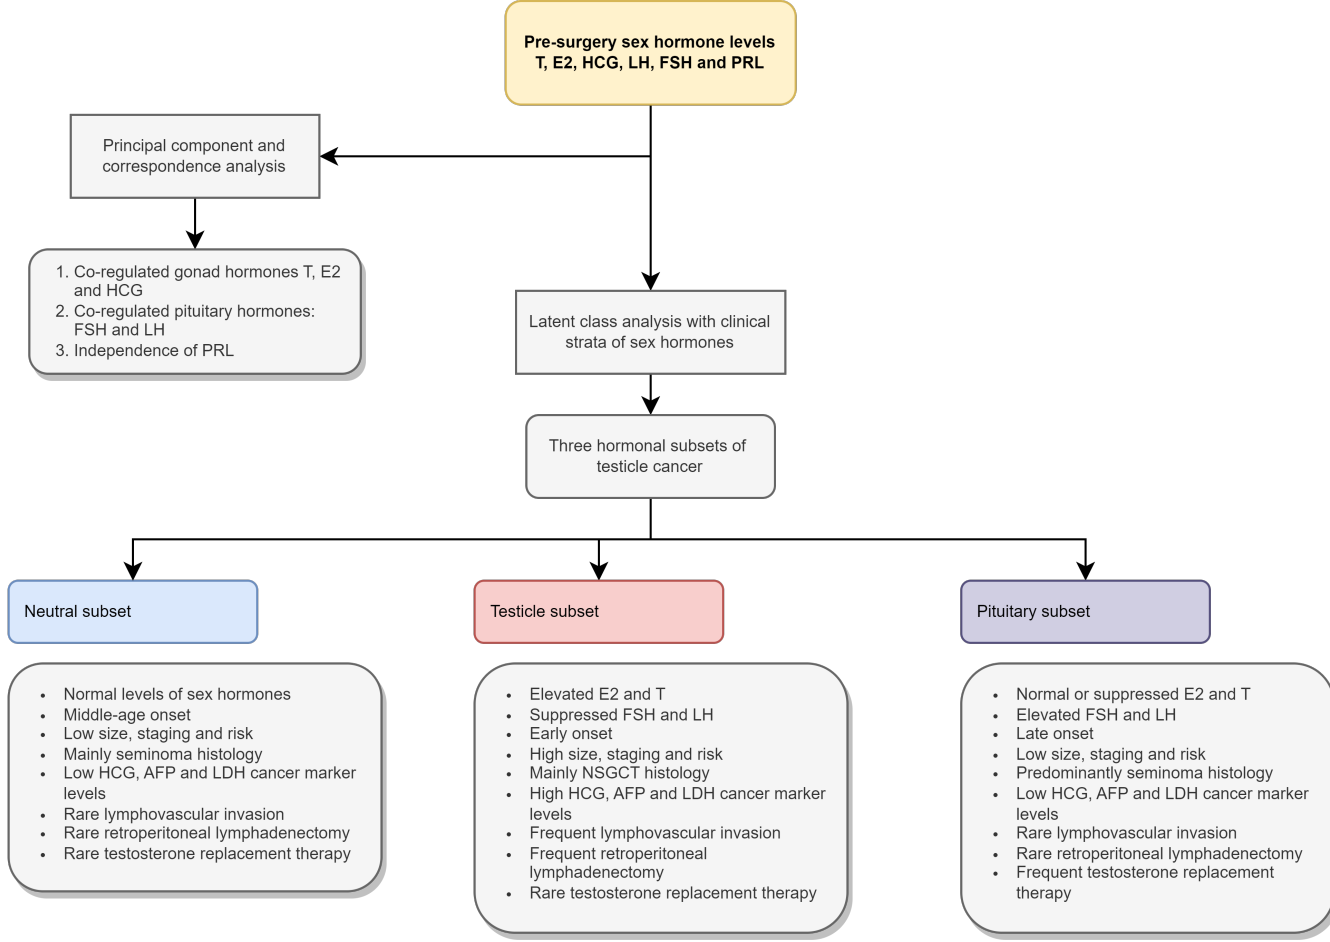 Pre-surgery sex hormone levels
T, E2, HCG, LH, FSH and PRL
Principal component and
correspondence analysis
1. Co-regulated gonad hormones T, E2
and HCG
2. Co-regulated pituitary hormones:
FSH and LH
3. Independence of PRL
Latent class analysis with clinical
strata of sex hormones
Three hormonal subsets of
testicle cancer
Neutral subset
• Normal levels of sex hormones
• Middle-age onset
• Low size, staging and risk
• Mainly seminoma histology
• Low HCG, AFP and LDH cancer marker
levels
• Rare lymphovascular invasion
• Rare retroperitoneal lymphadenectomy
• Rare testosterone replacement therapy
Testicle subset
• Elevated E2 and T
• Suppressed FSH and LH
• Early onset
• High size, staging and risk
• Mainly NSGCT histology
• High HCG, AFP and LDH cancer marker
levels
• Frequent lymphovascular invasion
• Frequent retroperitoneal
lymphadenectomy
• Rare testosterone replacement therapy
Pituitary subset
• Normal or suppressed E2 and T
• Elevated FSH and LH
• Late onset
• Low size, staging and risk
• Predominantly seminoma histology
• Low HCG, AFP and LDH cancer marker
levels
• Rare lymphovascular invasion
• Rare retroperitoneal lymphadenectomy
• Frequent testosterone replacement
therapy